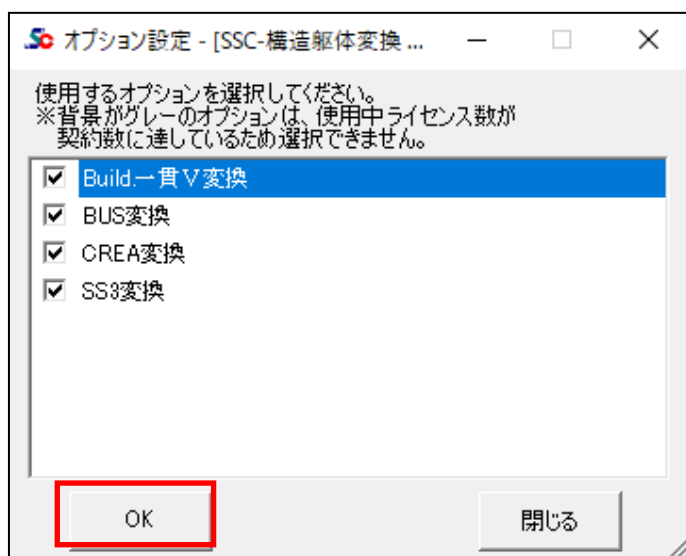 Sc オプション設定 - [SSC-構造躯体変換 ...
使用するオプションを選択してください。
※背景がグレーのオプションは、使用中ライセンス数が
契約数に達しているため選択できません。
Build.一貫Ⅴ変換
BUS変換
CREA変換
SS3変換
OK
閉じる